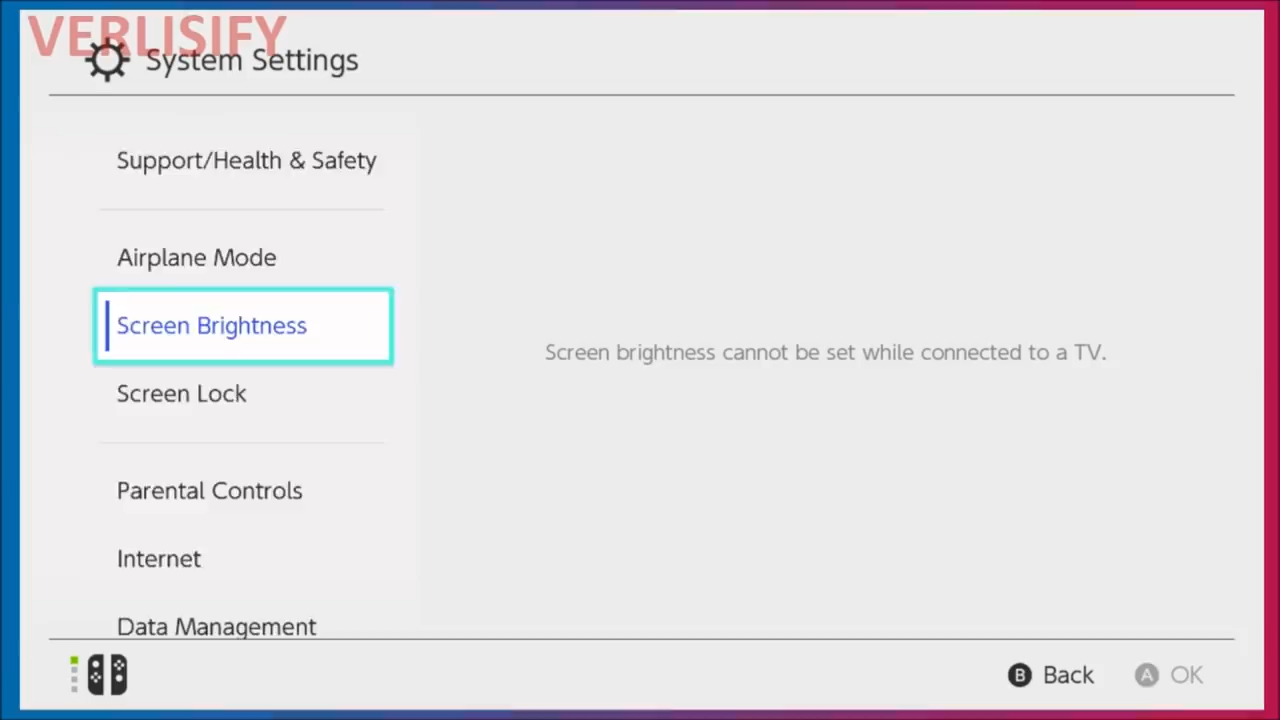 VERLISIFY
System Settings
Support/Health & Safety
Airplane Mode
Screen Brightness
Screen brightness cannot be set while connected to a TV.
Screen Lock
Parental Controls
Internet
Data Management
B Back A OK